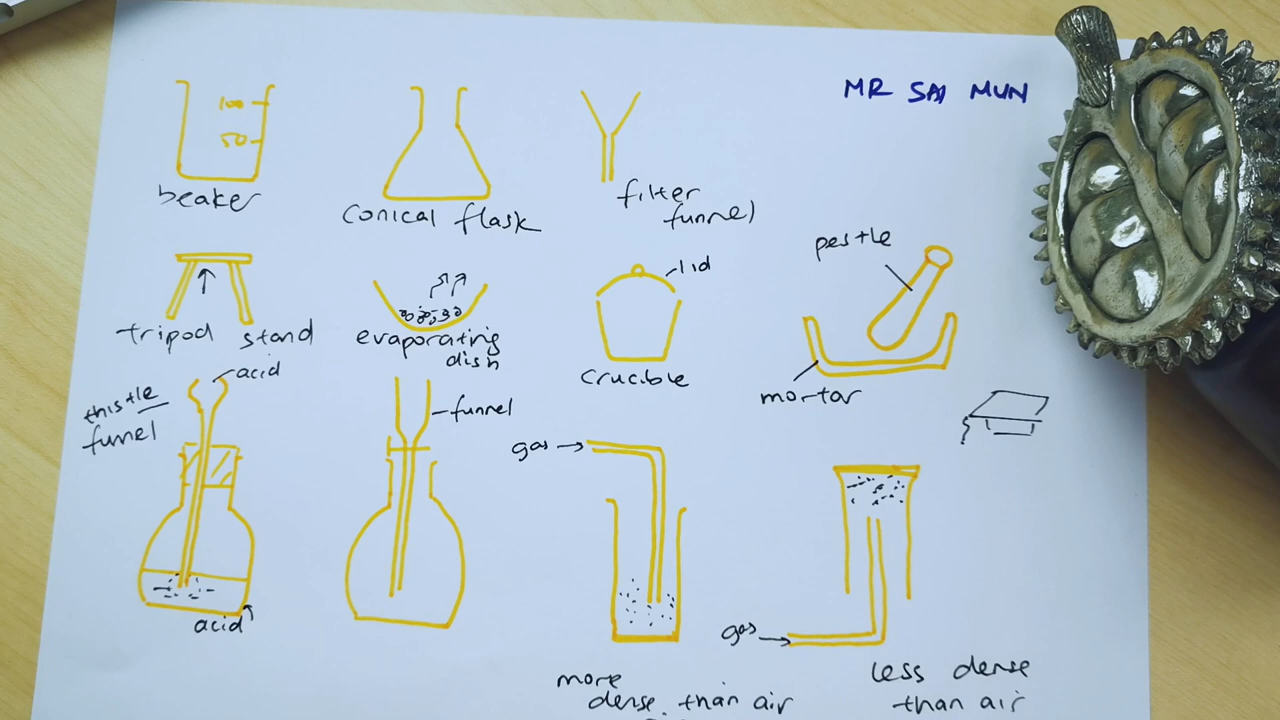 MR SAI MUN
100
50
beaker
conical flask
filter
funnel
tripod stand
evaporating
dish
lid
crucible
pestle
mortar
thistle
funnel
acid
acid
funnel
gas
more
dense than air
gas
less dense
than air